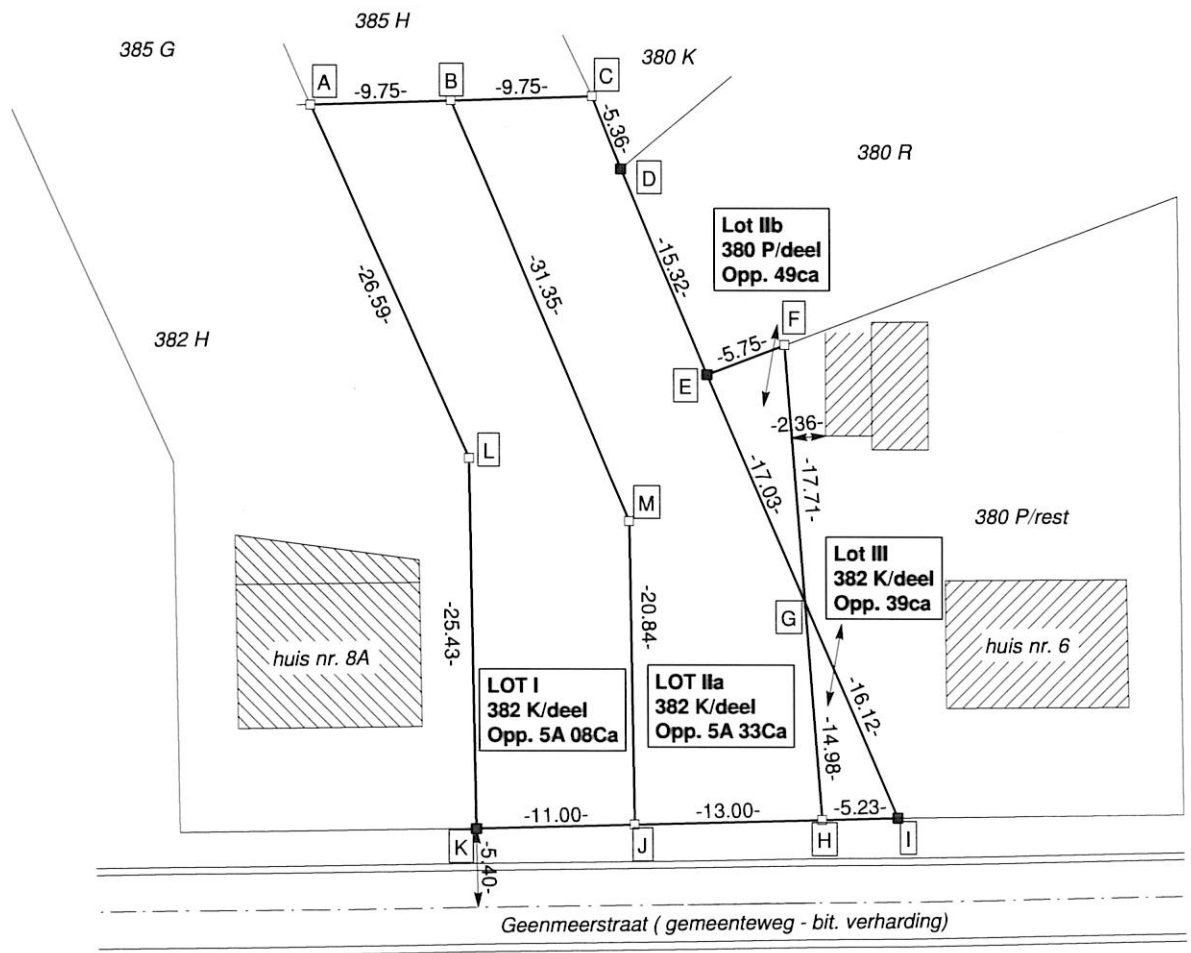 385 H
385 G
380 K
A
-9.75-
B
-9.75-
C
-5.36-
D
380 R
Lot IIb
380 P/deel
Opp. 49ca
-15.32-
-31.35-
-26.59-
F
382 H
-5.75-
E
-2.36-
L
-17.03-
-17.71-
M
380 P/rest
Lot III
382 K/deel
Opp. 39ca
G
-25.43-
-20.84-
huis nr. 8A
huis nr. 6
LOT I
382 K/deel
Opp. 5A 08Ca
LOT IIa
382 K/deel
Opp. 5A 33Ca
-16.12-
-14.98-
-11.00-
-13.00-
-5.23-
K
J
H
I
-5.40-
Geenmeerstraat ( gemeenteweg - bit. verharding)